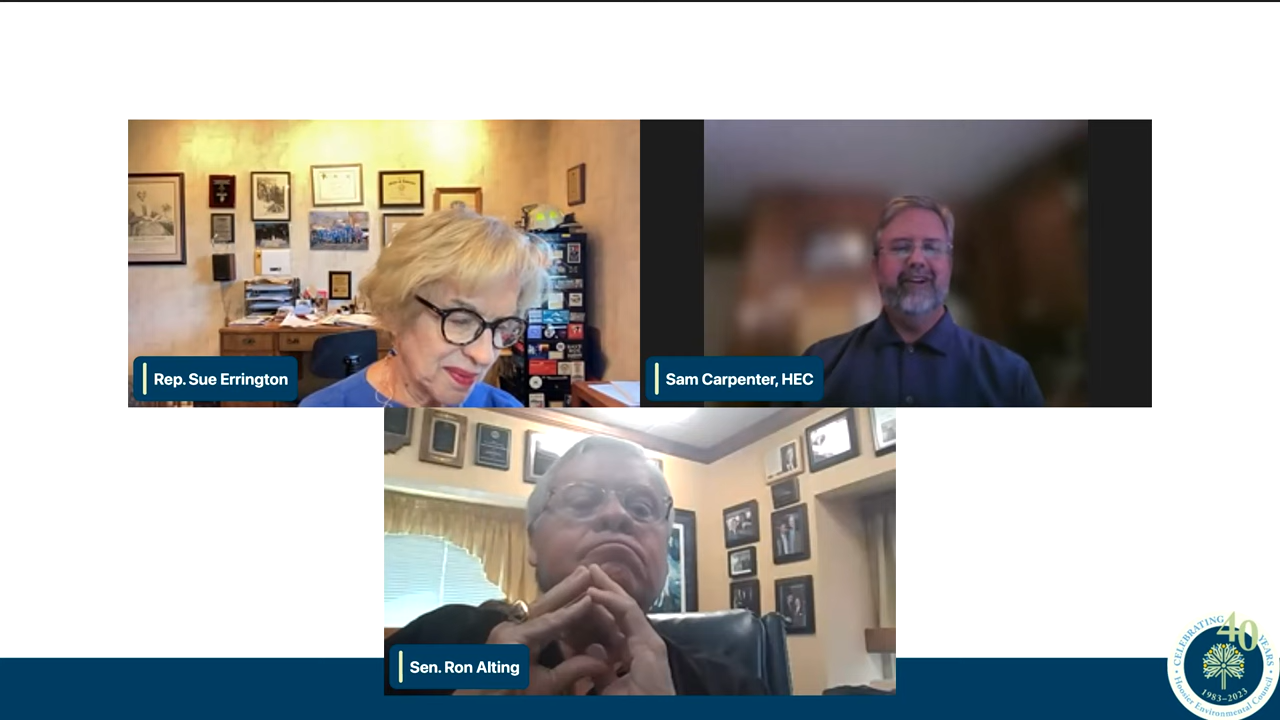 Rep. Sue Errington
Sam Carpenter, HEC
Sen. Ron Alting
CELEBRATING 40 YEARS
1983–2023
Hoosier Environmental Council